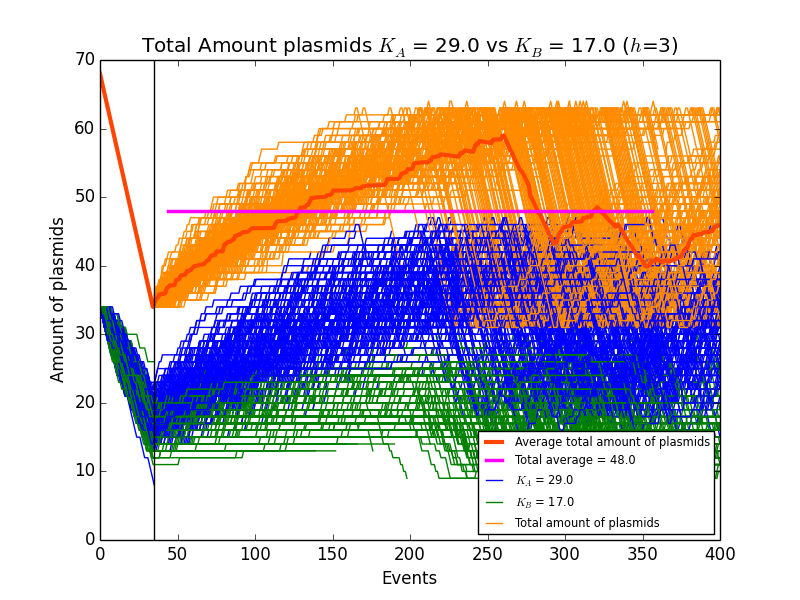 Total Amount plasmids K_A = 29.0 vs K_B = 17.0 (h=3)
70
60
50
40
30
20
10
0
Amount of plasmids
0 50 100 150 200 250 300 350 400
Events
Average total amount of plasmids
Total average = 48.0
K_A = 29.0
K_B = 17.0
Total amount of plasmids